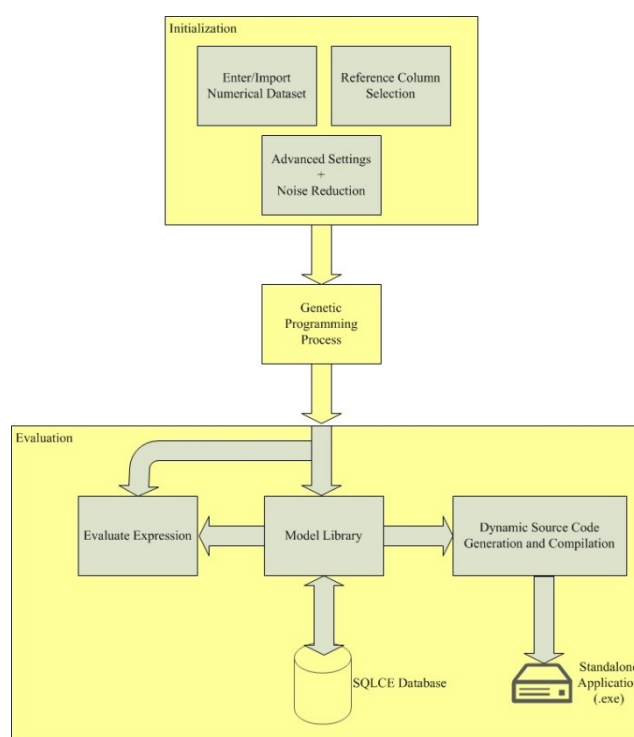 Initialization
Enter/Import
Numerical Dataset
Reference Column
Selection
Advanced Settings
+
Noise Reduction
Genetic
Programming
Process
Evaluation
Evaluate Expression
Model Library
Dynamic Source Code
Generation and Compilation
SQLCE Database
Standalone
Application
(.exe)